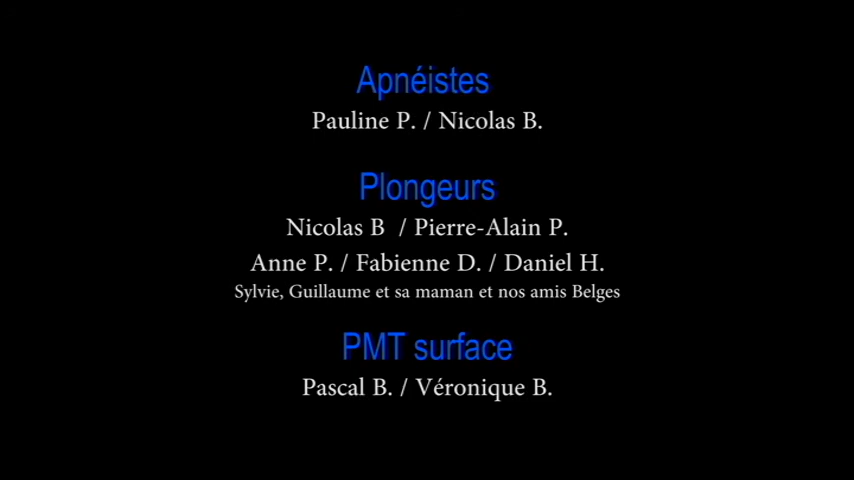 Apnéistes
Pauline P. / Nicolas B.
Plongeurs
Nicolas B / Pierre-Alain P.
Anne P. / Fabienne D. / Daniel H.
Sylvie, Guillaume et sa maman et nos amis Belges
PMT surface
Pascal B. / Véronique B.